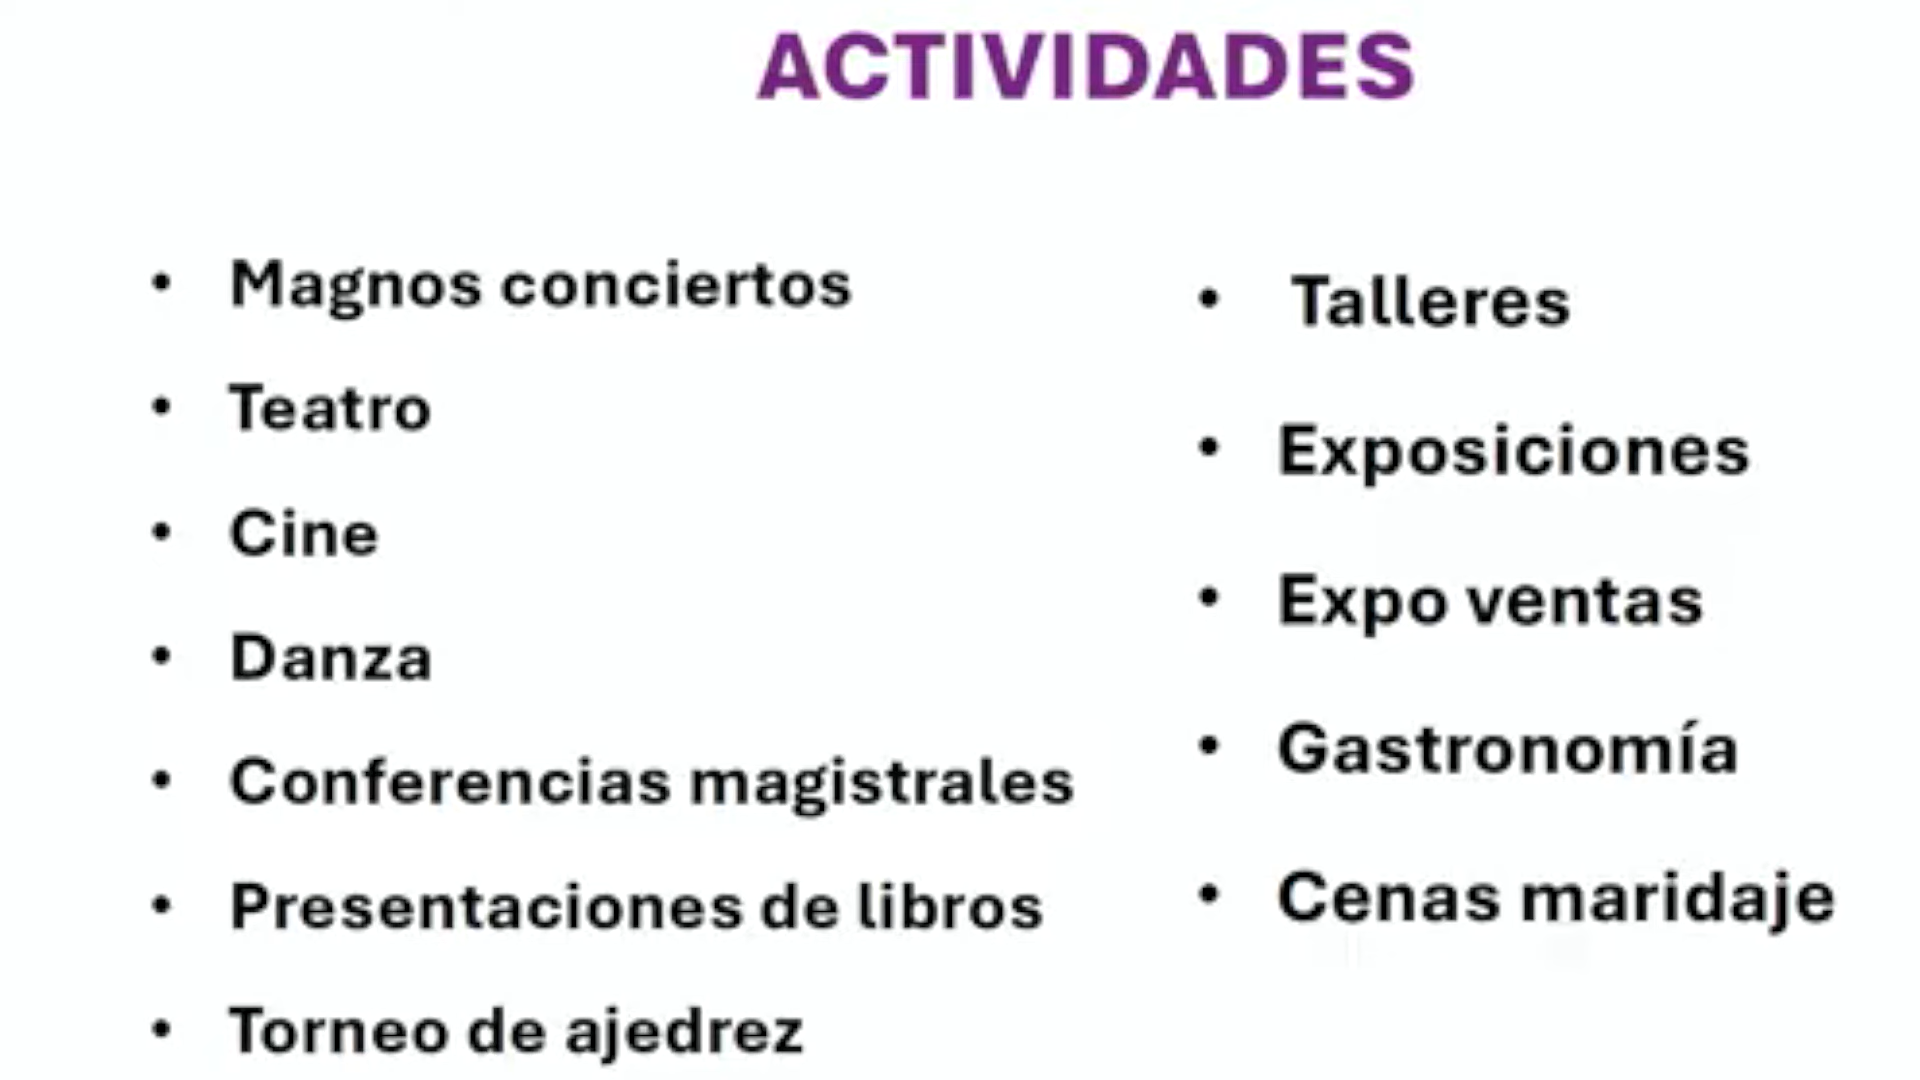 ACTIVIDADES
• Magnos conciertos
• Teatro
• Cine
• Danza
• Conferencias magistrales
• Presentaciones de libros
• Torneo de ajedrez
• Talleres
• Exposiciones
• Expo ventas
• Gastronomía
• Cenas maridaje